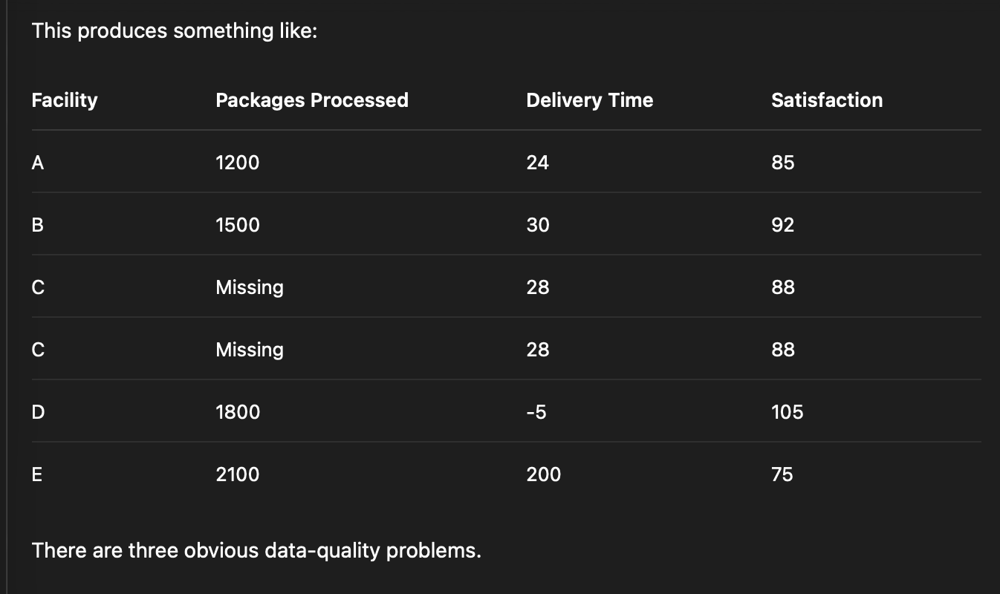 This produces something like:
Facility Packages Processed Delivery Time Satisfaction
A 1200 24 85
B 1500 30 92
C Missing 28 88
C Missing 28 88
D 1800 -5 105
E 2100 200 75
There are three obvious data-quality problems.